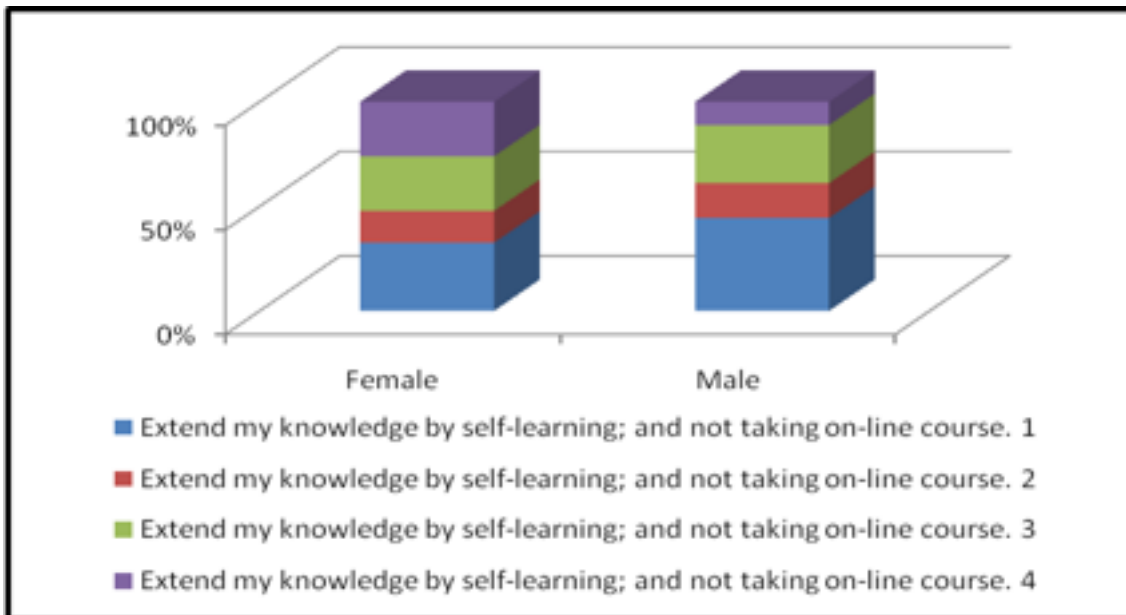 100%
50%
0%
Female Male
Extend my knowledge by self-learning; and not taking on-line course. 1
Extend my knowledge by self-learning; and not taking on-line course. 2
Extend my knowledge by self-learning; and not taking on-line course. 3
Extend my knowledge by self-learning; and not taking on-line course. 4